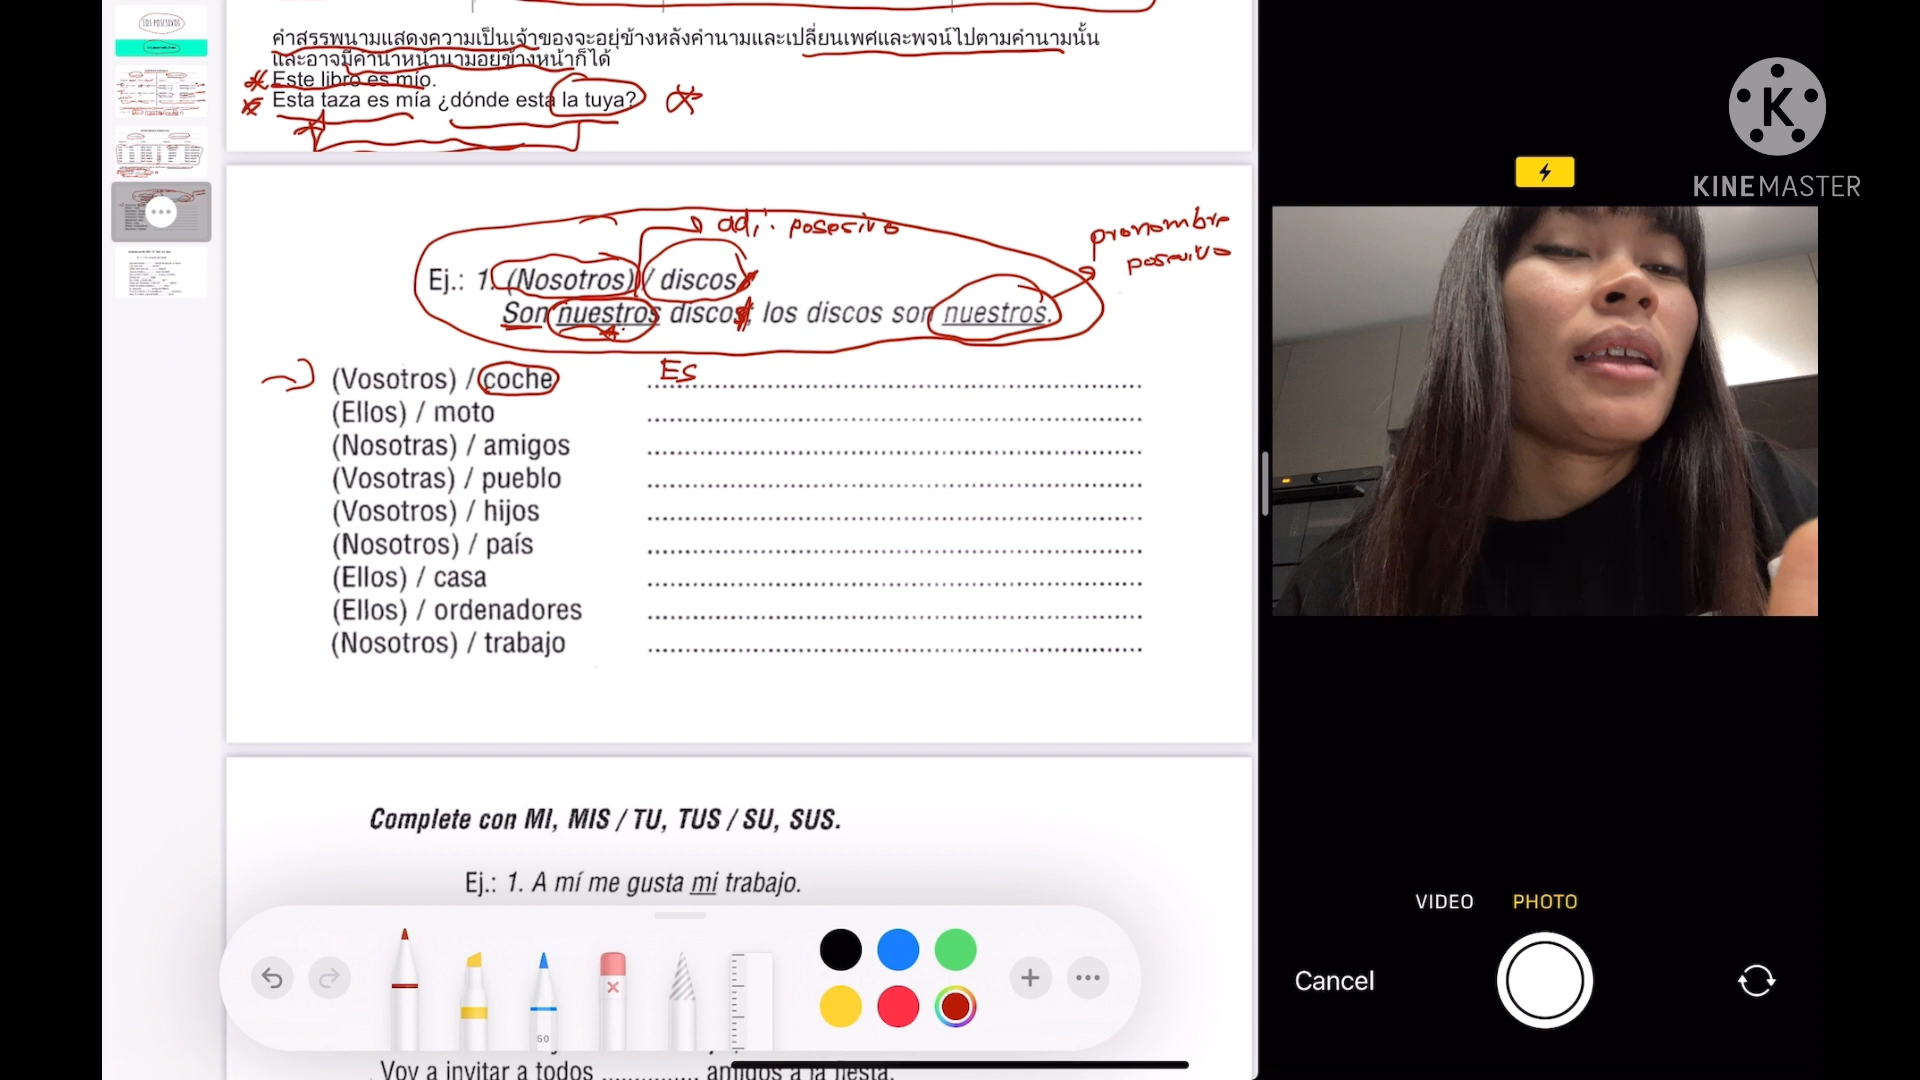 LOS POSESIVOS
คำสรรพนามแสดงความเป็นเจ้าของจะอยู่ข้างหลังคำนามและเปลี่ยนเพศและพจน์ไปตามคำนามนั้น
และอาจมีคำนำหน้านามอยู่ข้างหน้าก็ได้
Este libro es mío.
Esta taza es mía ¿dónde está la tuya?
adj. posesivo
pronombre
posesivo
Ej.: 1. (Nosotros) / discos
Son nuestros discos, los discos son nuestros.
(Vosotros) / coche ES
(Ellos) / moto
(Nosotras) / amigos
(Vosotras) / pueblo
(Vosotros) / hijos
(Nosotros) / país
(Ellos) / casa
(Ellos) / ordenadores
(Nosotros) / trabajo
Complete con MI, MIS / TU, TUS / SU, SUS.
Ej.: 1. A mí me gusta mi trabajo.
50
Voy a invitar a todos .............. amigos a la fiesta.
K
KINEMASTER
VIDEO PHOTO
Cancel